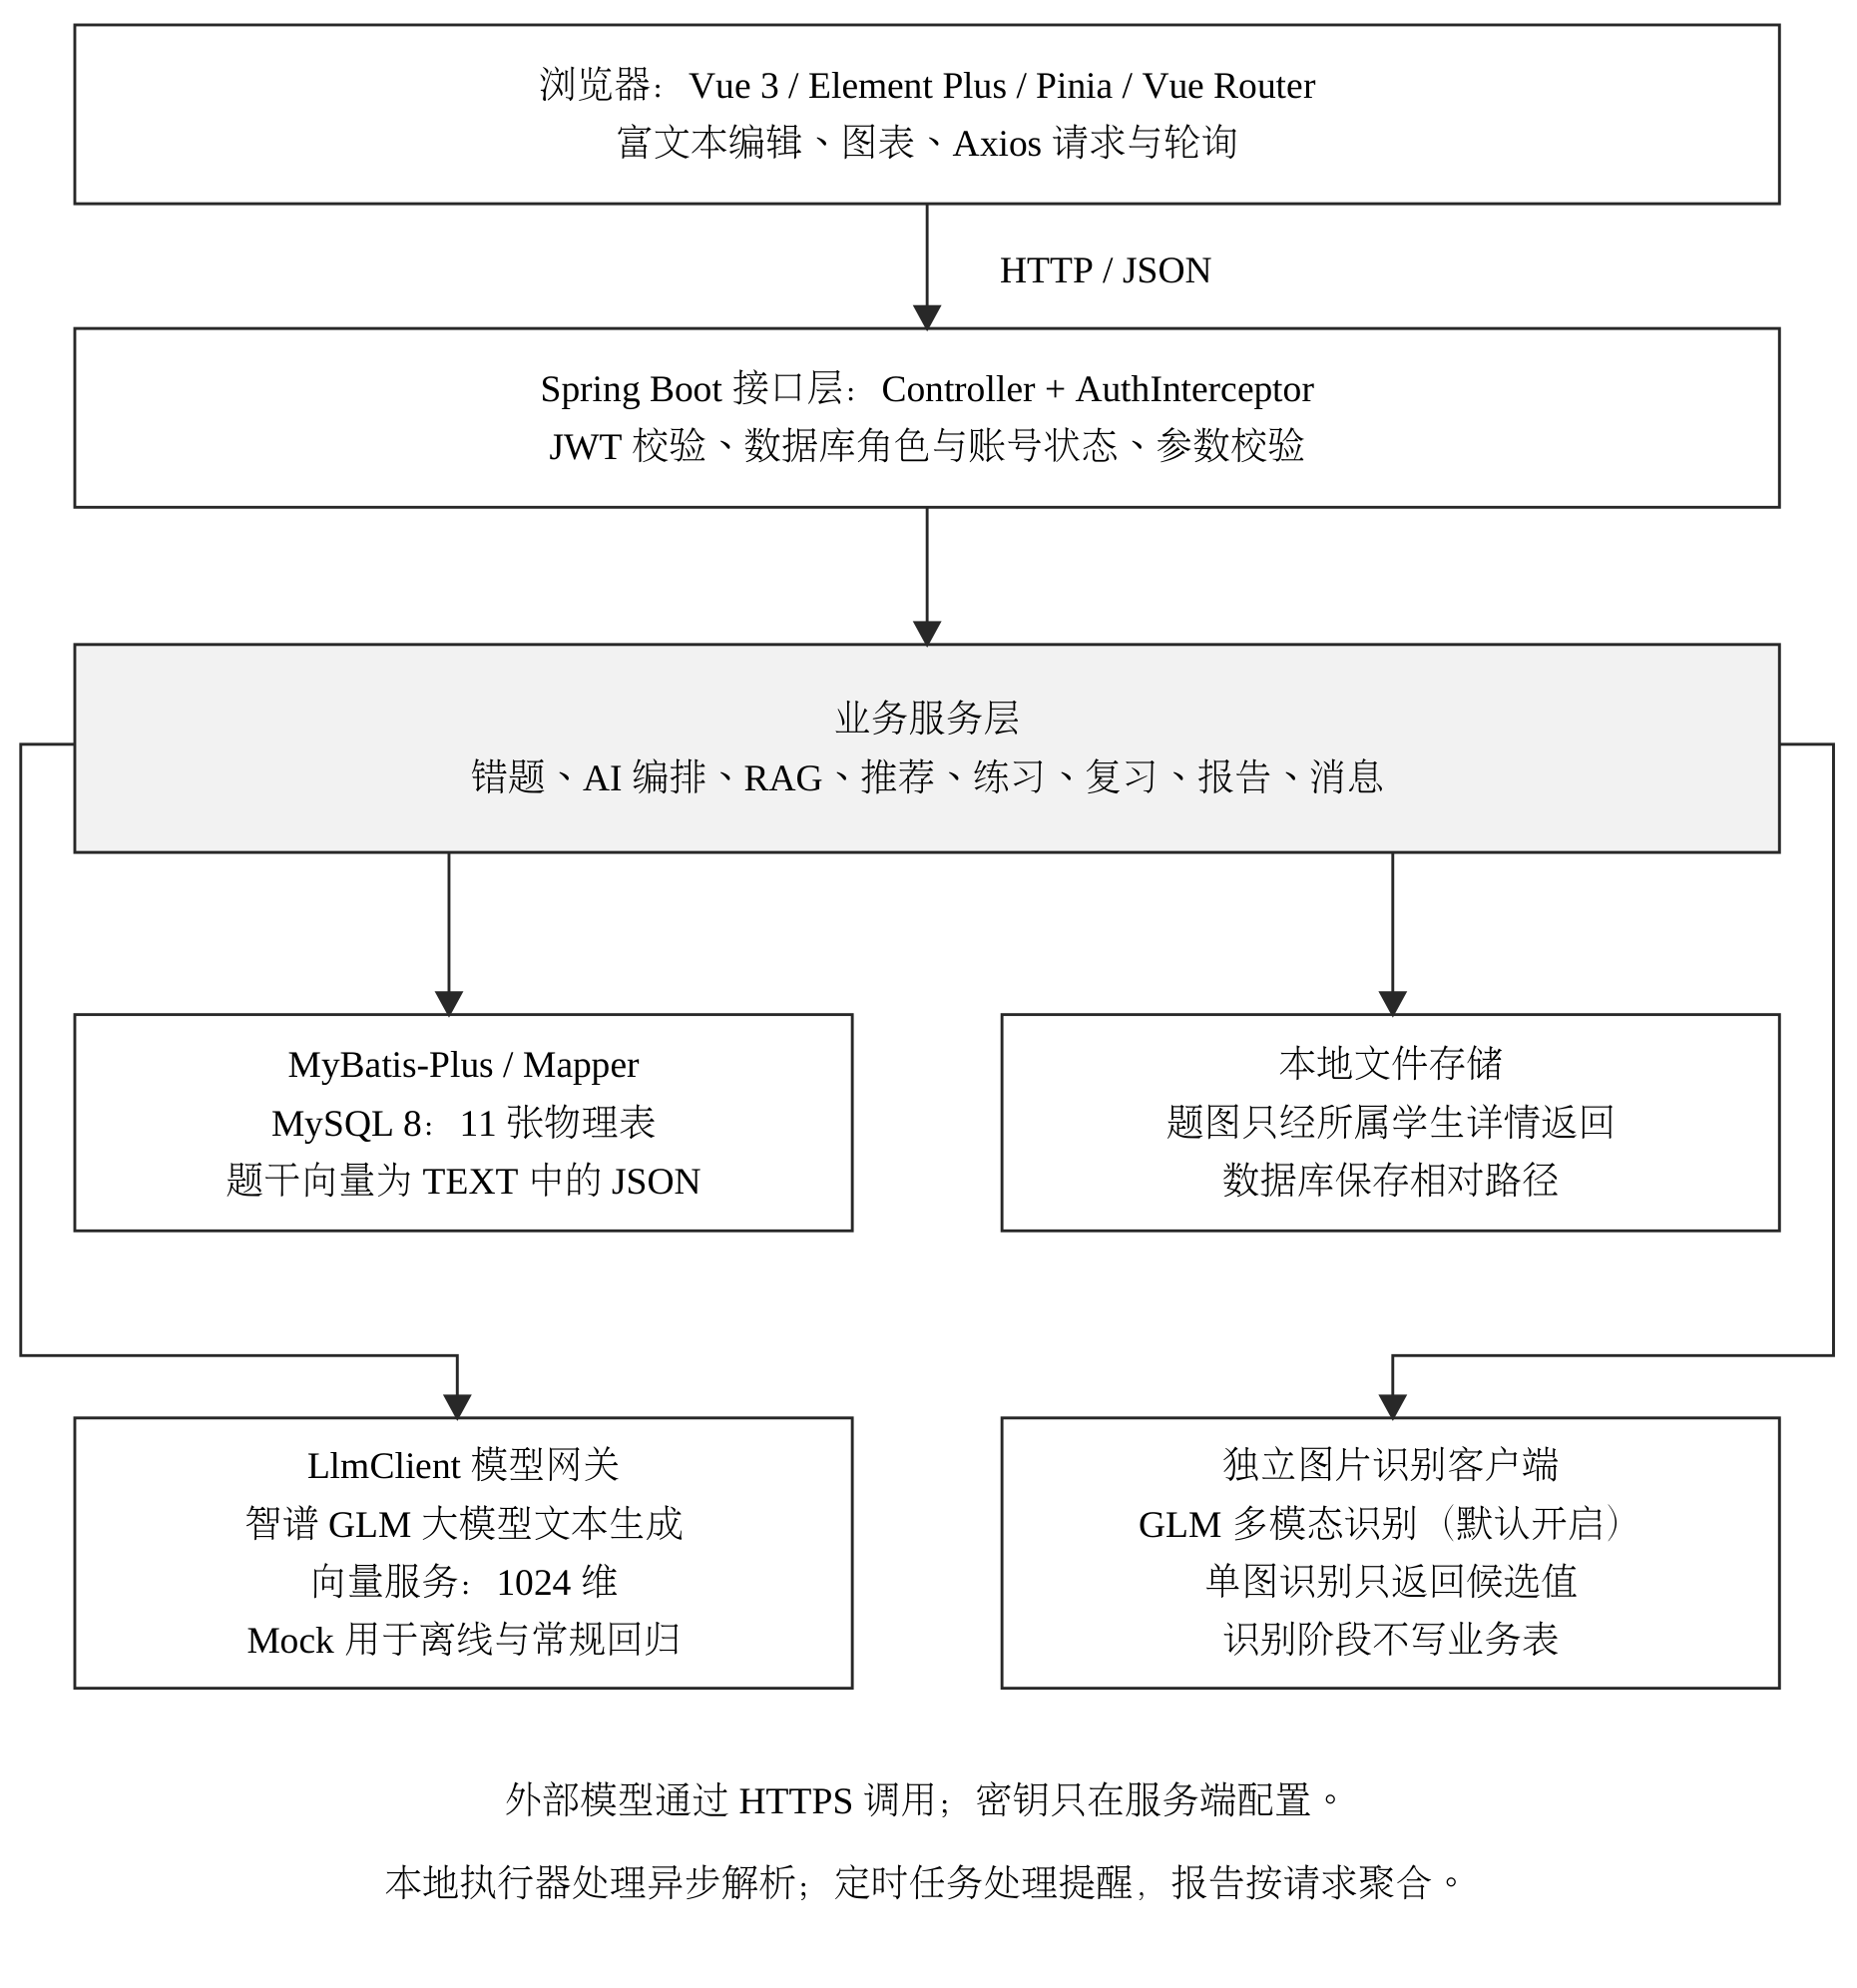 浏览器：Vue 3 / Element Plus / Pinia / Vue Router
富文本编辑、图表、Axios 请求与轮询
HTTP / JSON
Spring Boot 接口层：Controller + AuthInterceptor
JWT 校验、数据库角色与账号状态、参数校验
业务服务层
错题、AI 编排、RAG、推荐、练习、复习、报告、消息
MyBatis-Plus / Mapper
MySQL 8：11 张物理表
题干向量为 TEXT 中的 JSON
本地文件存储
题图只经所属学生详情返回
数据库保存相对路径
LlmClient 模型网关
智谱 GLM 大模型文本生成
向量服务：1024 维
Mock 用于离线与常规回归
独立图片识别客户端
GLM 多模态识别（默认开启）
单图识别只返回候选值
识别阶段不写业务表
外部模型通过 HTTPS 调用；密钥只在服务端配置。
本地执行器处理异步解析；定时任务处理提醒，报告按请求聚合。